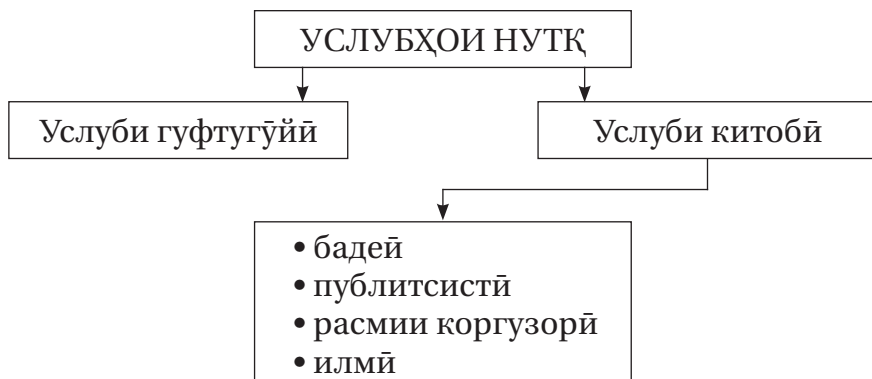 УСЛУБҲОИ НУТҚ
Услуби гуфтугӯйӣ
Услуби китобӣ
• бадеӣ
• публитсистӣ
• расмии коргузорӣ
• илмӣ